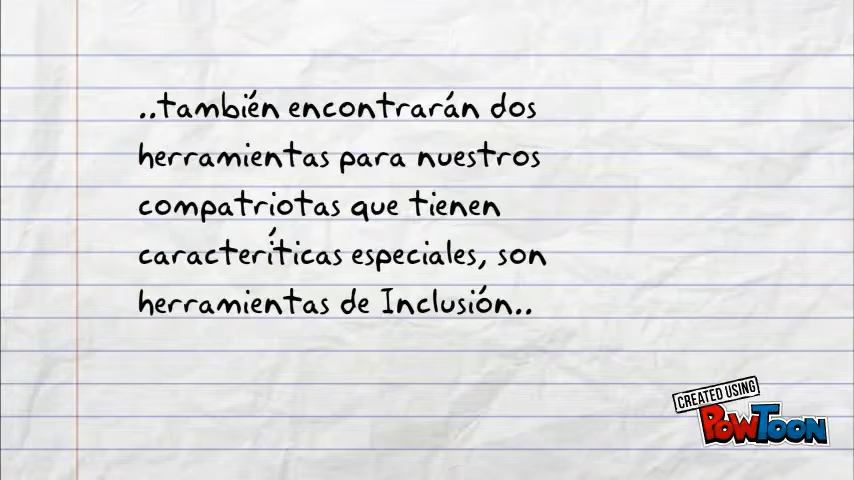 ..también encontrarán dos
herramientas para nuestros
compatriotas que tienen
caracteríticas especiales, son
herramientas de Inclusión..
CREATED USING
POWTOON